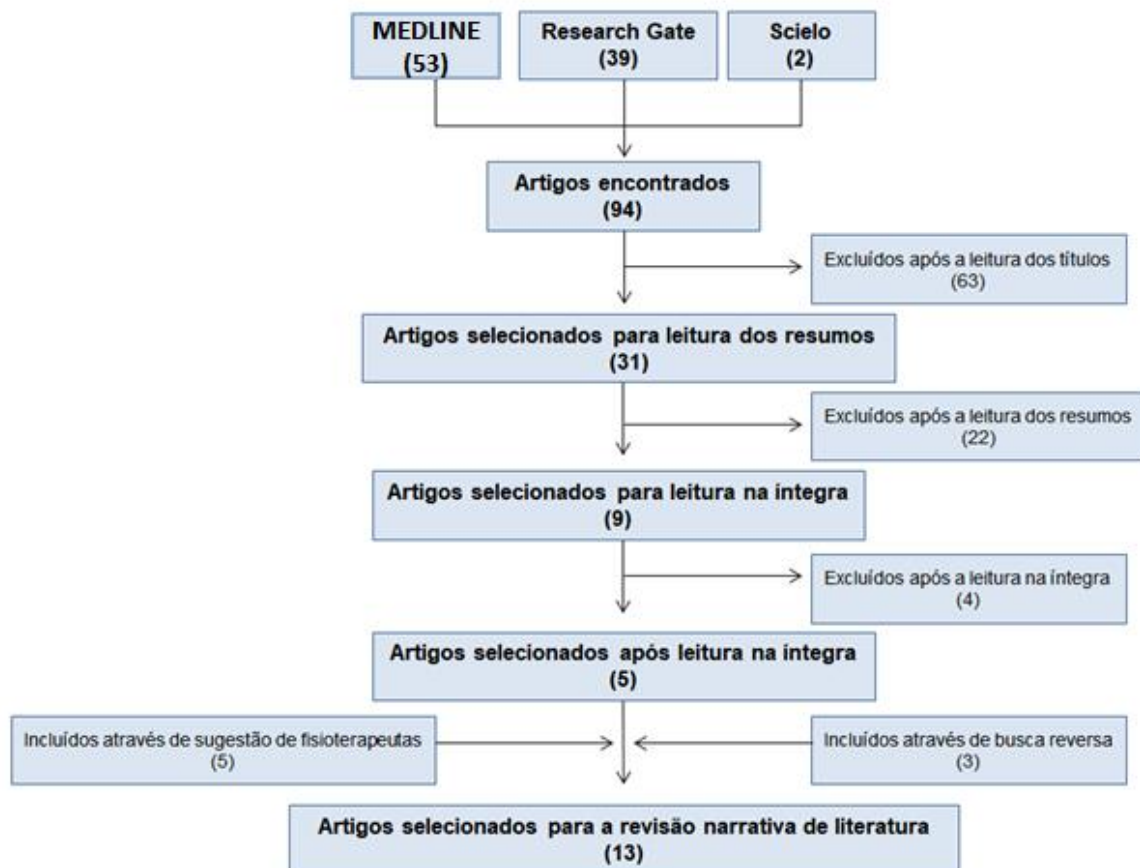 MEDLINE
(53)
Research Gate
(39)
Scielo
(2)
Artigos encontrados
(94)
Excluídos após a leitura dos títulos
(63)
Artigos selecionados para leitura dos resumos
(31)
Excluídos após a leitura dos resumos
(22)
Artigos selecionados para leitura na íntegra
(9)
Excluídos após a leitura na íntegra
(4)
Artigos selecionados após leitura na íntegra
(5)
Incluídos através de sugestão de fisioterapeutas
(5)
Incluídos através de busca reversa
(3)
Artigos selecionados para a revisão narrativa de literatura
(13)